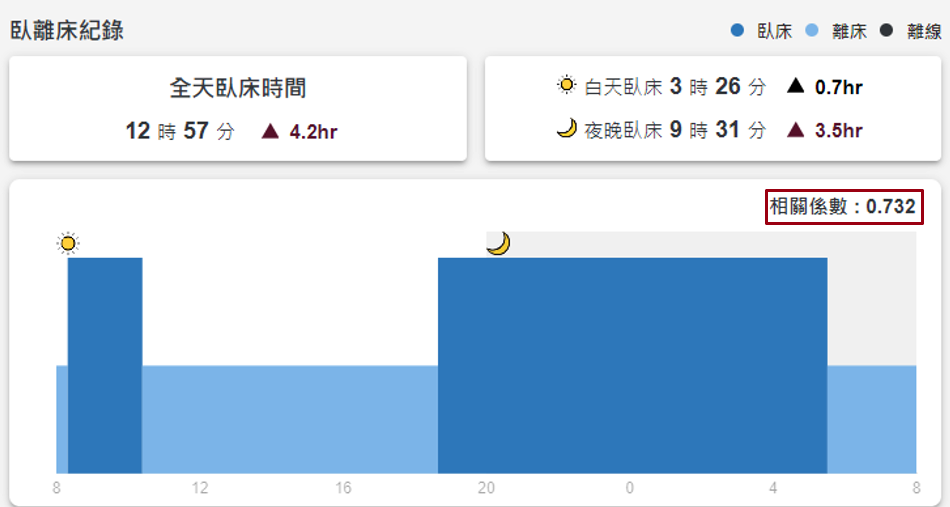 臥離床紀錄
臥床 離床 離線
全天臥床時間
12 時 57 分 ▲ 4.2hr
白天臥床 3 時 26 分 ▲ 0.7hr
夜晚臥床 9 時 31 分 ▲ 3.5hr
相關係數：0.732
8 12 16 20 0 4 8